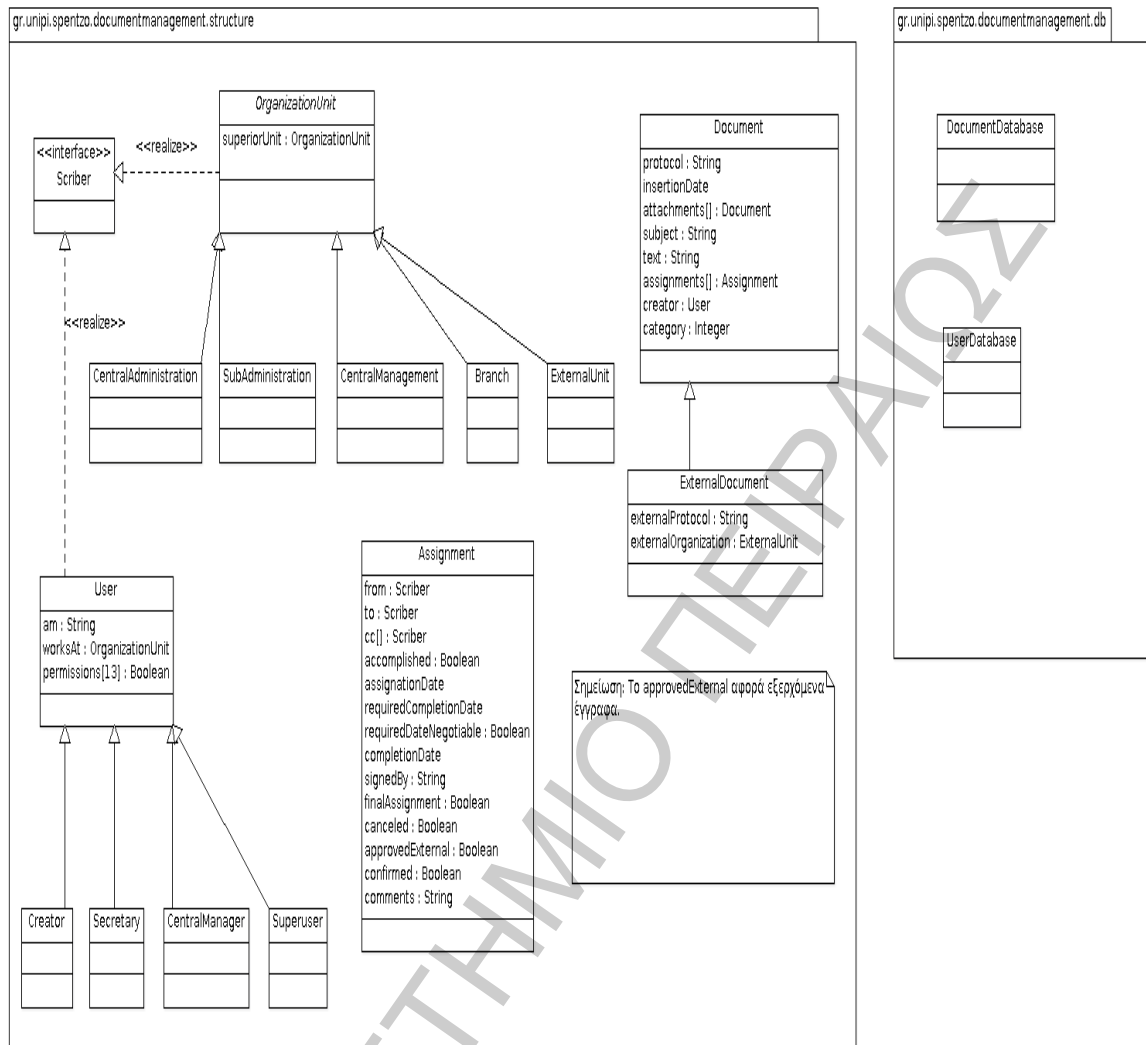 gr.unipi.spentzo.documentmanagement.structure
OrganizationUnit
superiorUnit : OrganizationUnit
<<interface>>
Scriber
<<realize>>
<<realize>>
CentralAdministration
SubAdministration
CentralManagement
Branch
ExternalUnit
Document
protocol : String
insertionDate
attachments[] : Document
subject : String
text : String
assignments[] : Assignment
creator : User
category : Integer
ExternalDocument
externalProtocol : String
externalOrganization : ExternalUnit
User
am : String
worksAt : OrganizationUnit
permissions[13] : Boolean
Creator
Secretary
CentralManager
Superuser
Assignment
from : Scriber
to : Scriber
cc[] : Scriber
accomplished : Boolean
assignationDate
requiredCompletionDate
requiredDateNegotiable : Boolean
completionDate
signedBy : String
finalAssignment : Boolean
canceled : Boolean
approvedExternal : Boolean
confirmed : Boolean
comments : String
Σημείωση: Το approvedExternal αφορά εξερχόμενα
έγγραφα.
gr.unipi.spentzo.documentmanagement.db
DocumentDatabase
UserDatabase
ΣΤΗΜΙΟ ΠΕΙΡΑΙΩΣ